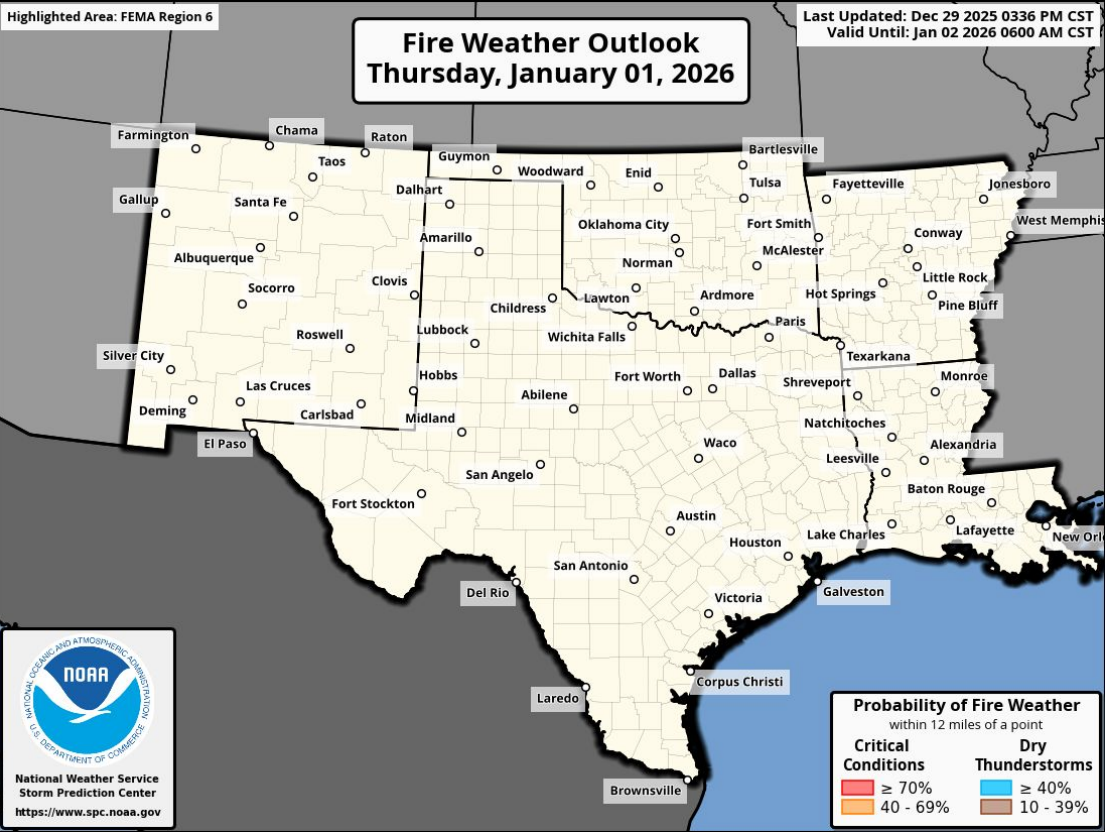 Highlighted Area: FEMA Region 6
Last Updated: Dec 29 2025 0336 PM CST
Valid Until: Jan 02 2026 0600 AM CST
Fire Weather Outlook
Thursday, January 01, 2026
Farmington
Chama
Raton
Taos
Guymon
Woodward
Enid
Bartlesville
Tulsa
Fayetteville
Jonesboro
Gallup
Santa Fe
Dalhart
Oklahoma City
Fort Smith
West Memphis
Albuquerque
Amarillo
Norman
McAlester
Conway
Little Rock
Socorro
Clovis
Childress
Lawton
Ardmore
Hot Springs
Pine Bluff
Roswell
Lubbock
Wichita Falls
Paris
Texarkana
Silver City
Las Cruces
Hobbs
Abilene
Fort Worth
Dallas
Shreveport
Monroe
Deming
Carlsbad
Midland
Natchitoches
El Paso
San Angelo
Waco
Leesville
Alexandria
Fort Stockton
Austin
Baton Rouge
Houston
Lake Charles
Lafayette
New Orle
San Antonio
Del Rio
Victoria
Galveston
Laredo
Corpus Christi
Brownsville
NATIONAL OCEANIC AND ATMOSPHERIC ADMINISTRATION
NOAA
U.S. DEPARTMENT OF COMMERCE
National Weather Service
Storm Prediction Center
https://www.spc.noaa.gov
Probability of Fire Weather
within 12 miles of a point
Critical
Conditions
≥ 70%
40 - 69%
Dry
Thunderstorms
≥ 40%
10 - 39%